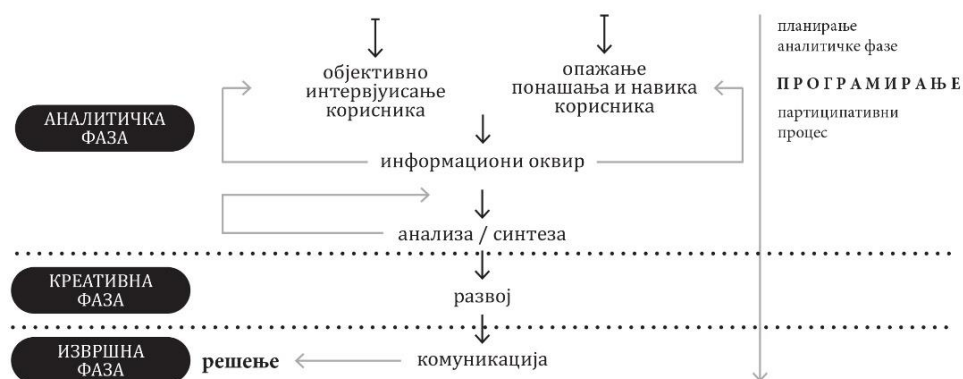 планирање
аналитичке фазе
ПРОГРАМИРАЊЕ
партиципативни
процес
објективно
интервјуисање
корисника
опажање
понашања и навика
корисника
АНАЛИТИЧКА
ФАЗА
информациони оквир
анализа / синтеза
КРЕАТИВНА
ФАЗА
развој
ИЗВРШНА
ФАЗА
решење
комуникација